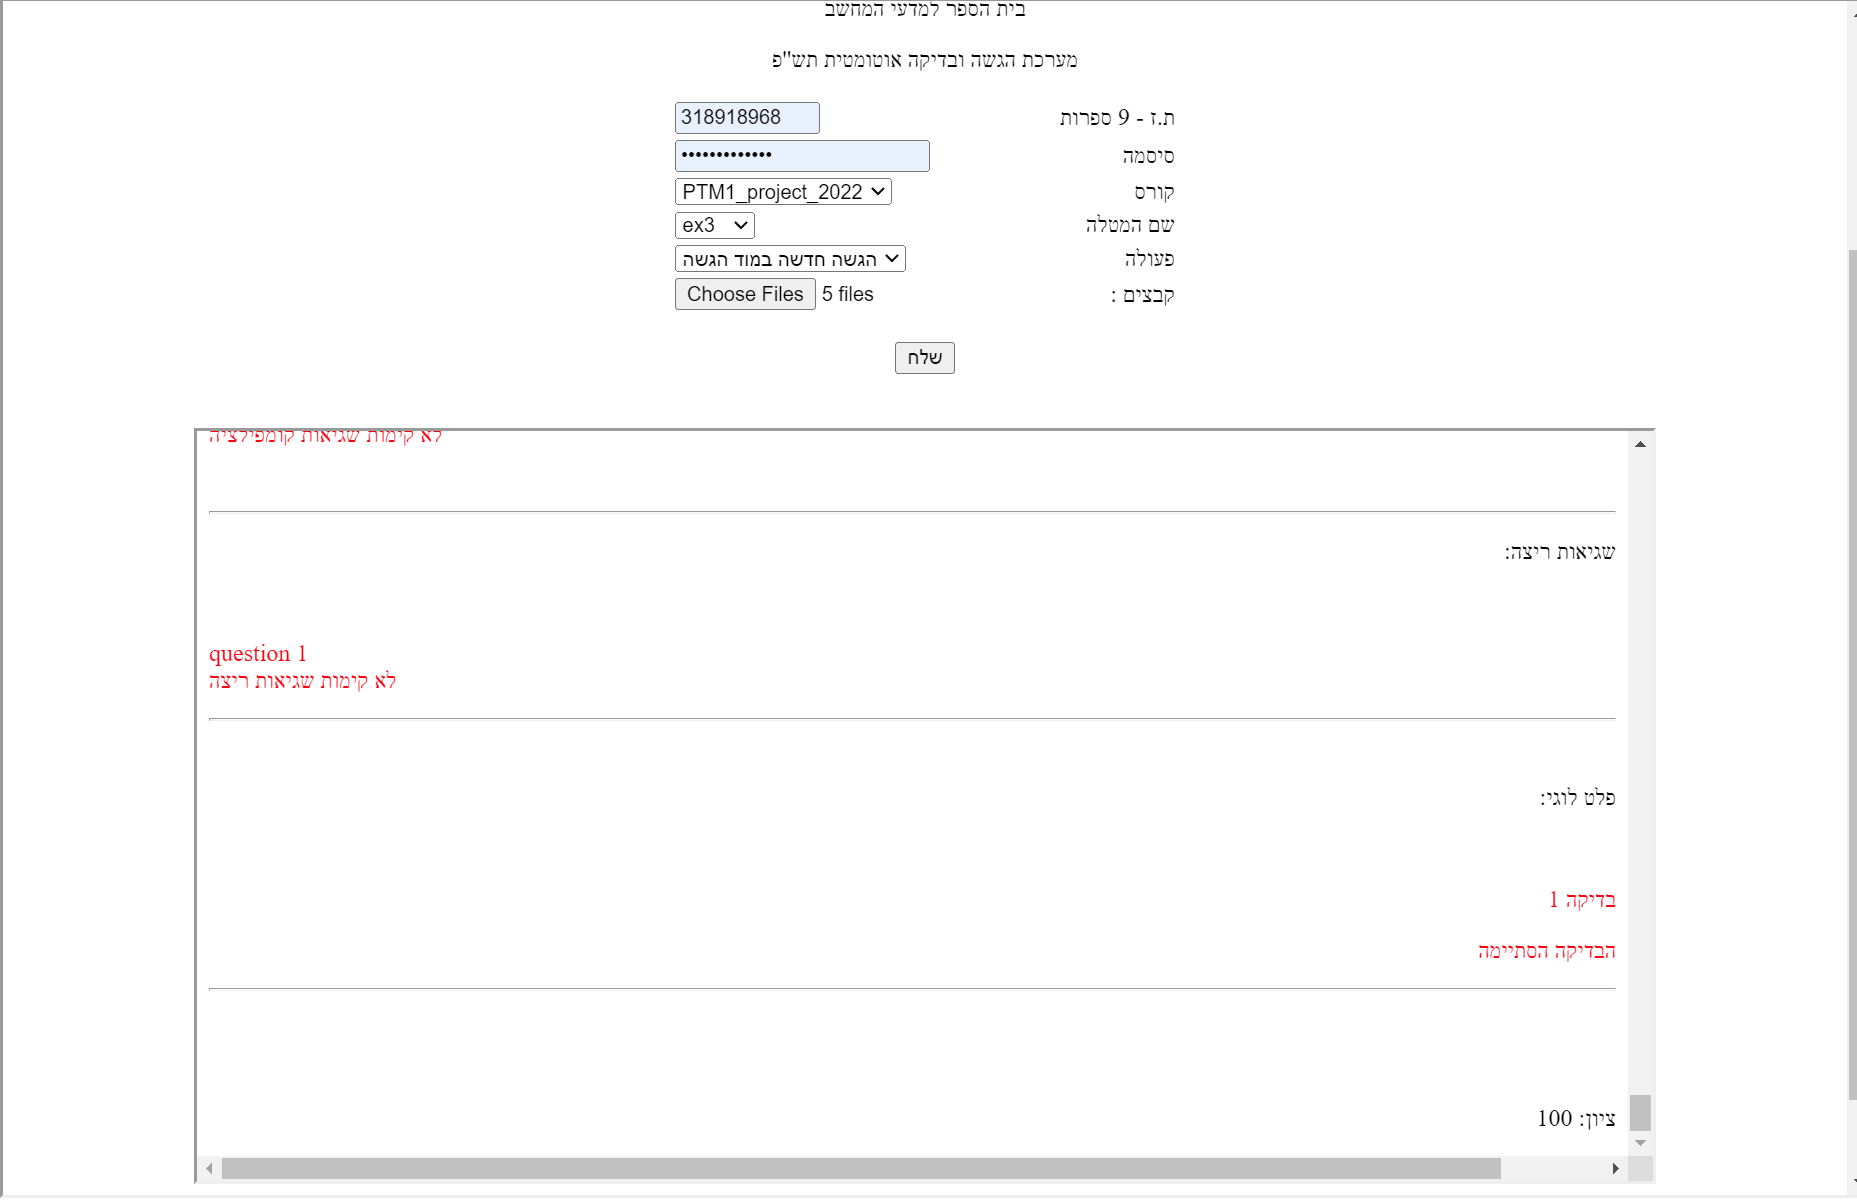 בית הספר למדעי המחשב
מערכת הגשה ובדיקה אוטומטית תש"פ
ת.ז - 9 ספרות 318918968
סיסמה •••••••••••••
קורס PTM1_project_2022
שם המטלה ex3
פעולה הגשה חדשה במוד הגשה
קבצים : Choose Files 5 files
שלח
לא קימות שגיאות קומפילציה
שגיאות ריצה:
question 1
לא קימות שגיאות ריצה
פלט לוגי:
בדיקה 1
הבדיקה הסתיימה
ציון: 100